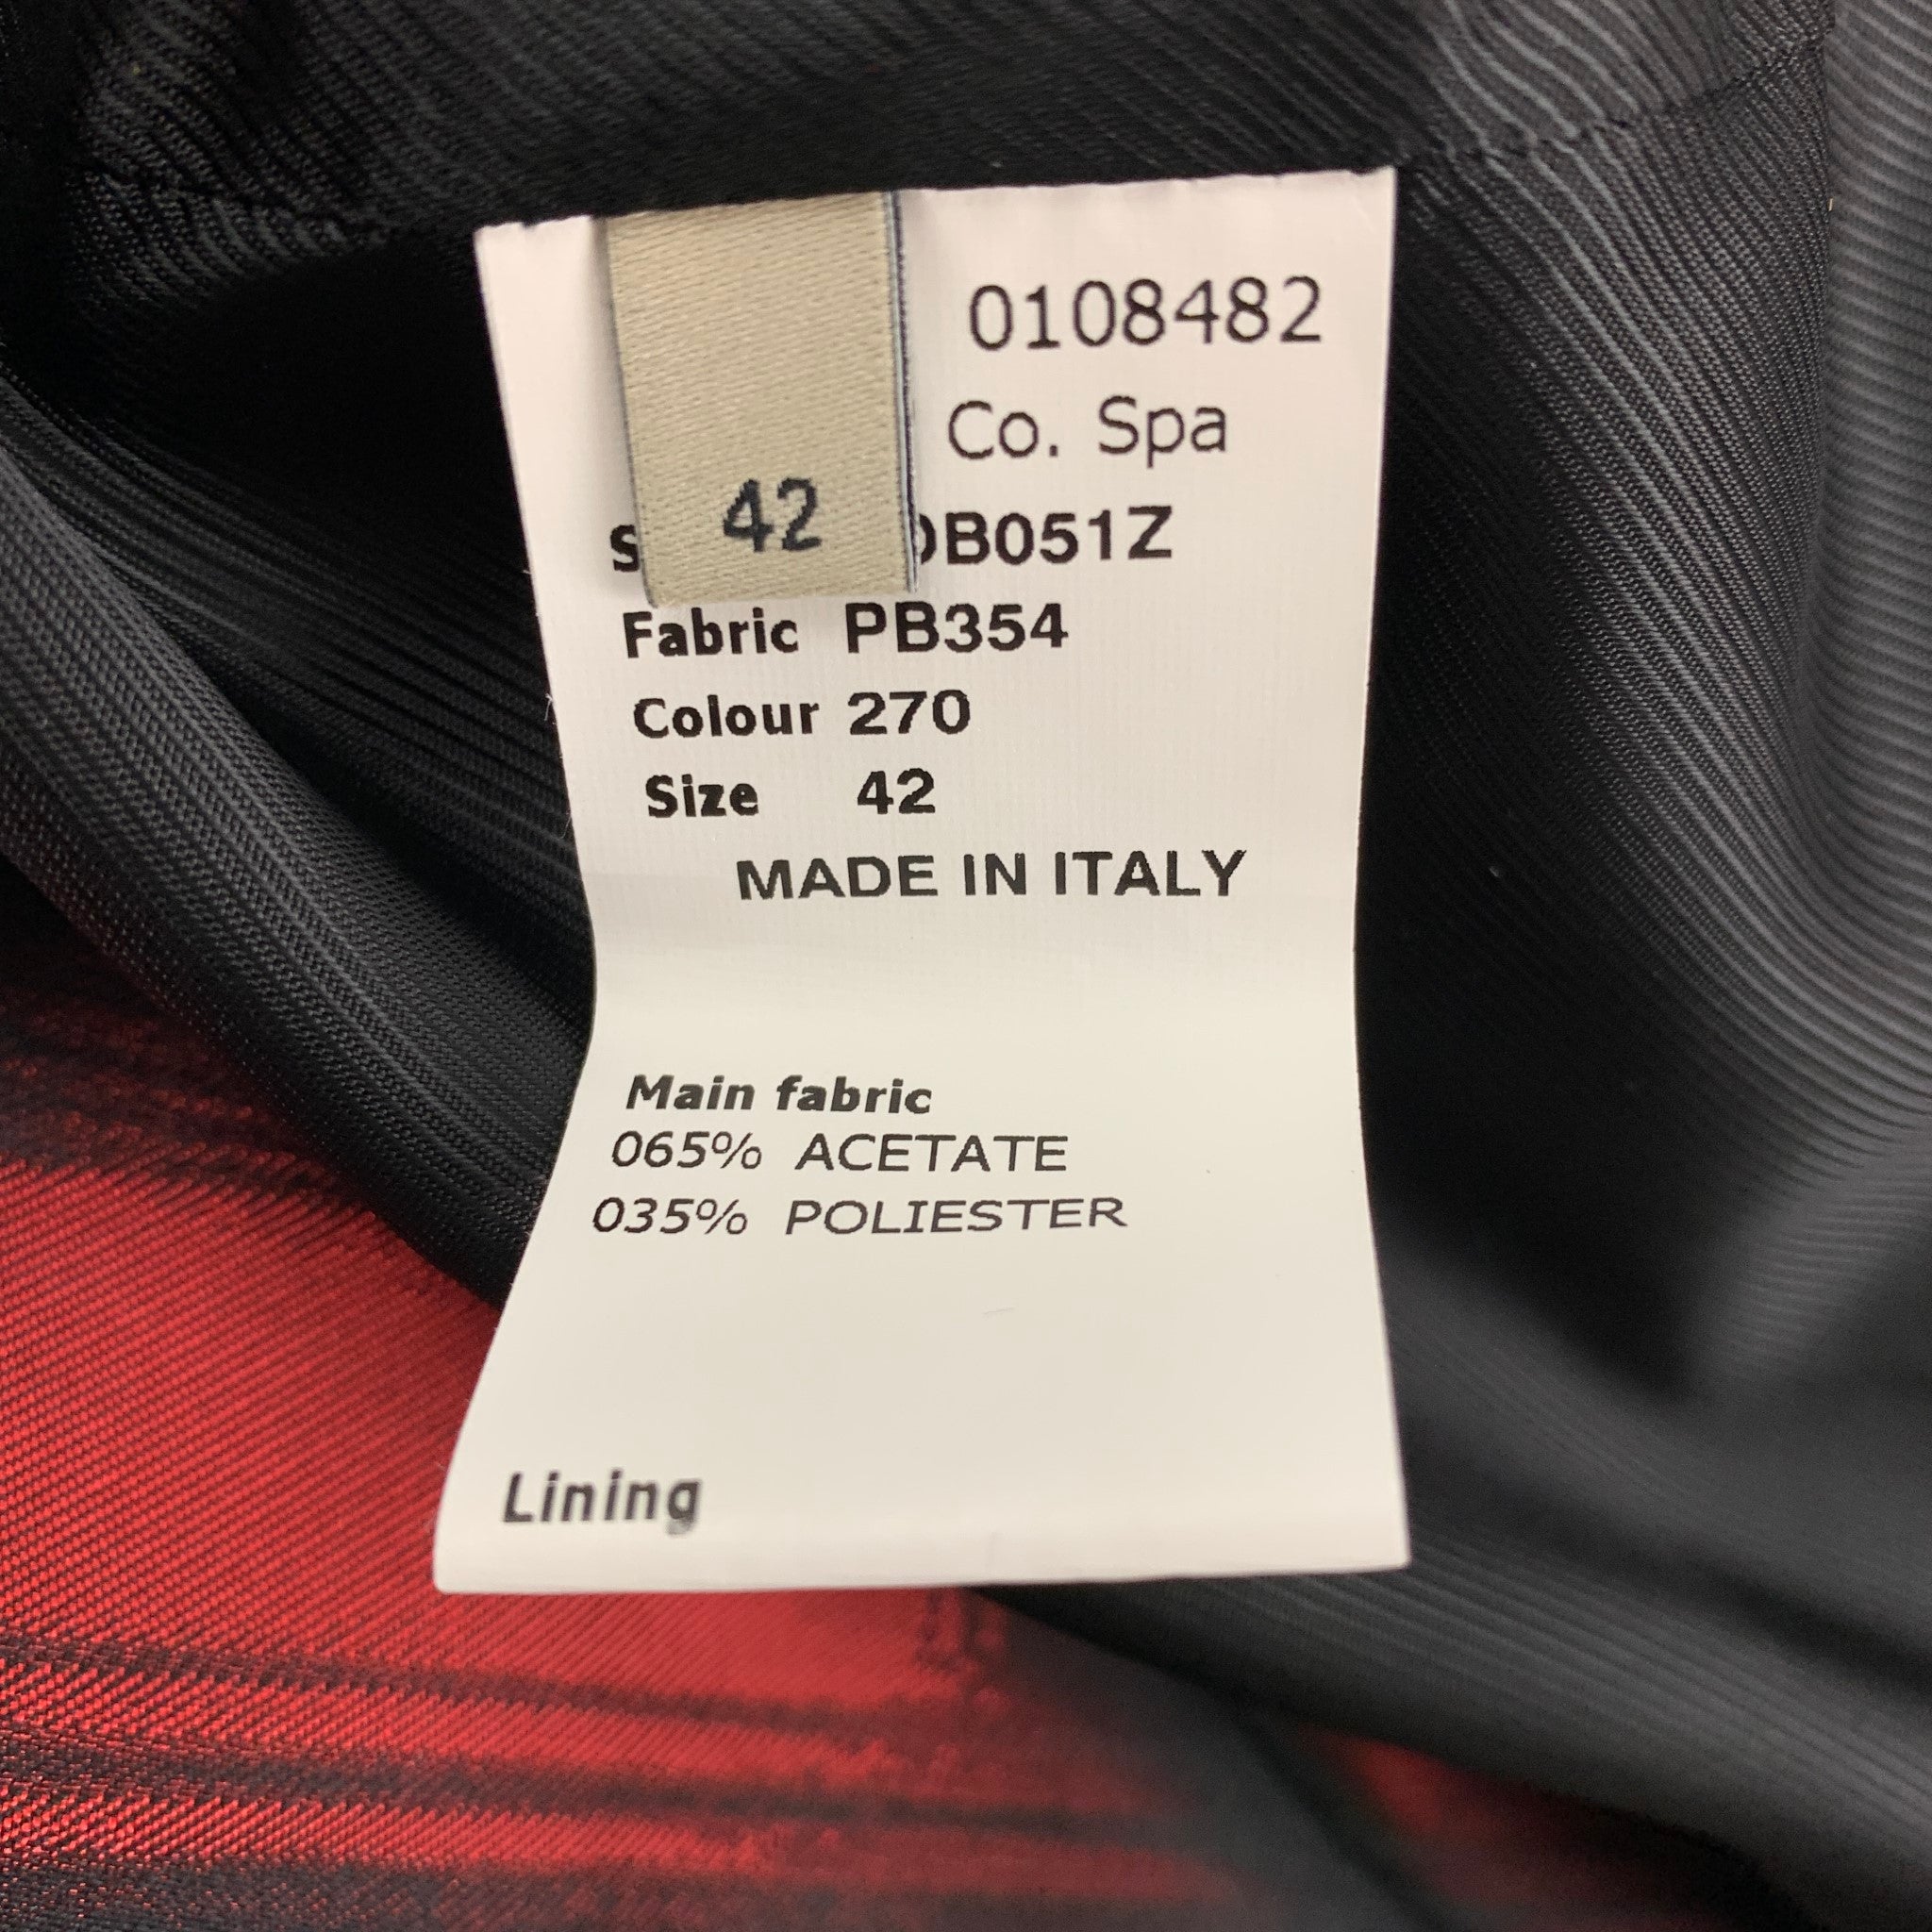 0108482
Co. Spa
42
B051Z
Fabric PB354
Colour 270
Size 42
MADE IN ITALY
Main fabric
065% ACETATE
035% POLIESTER
Lining